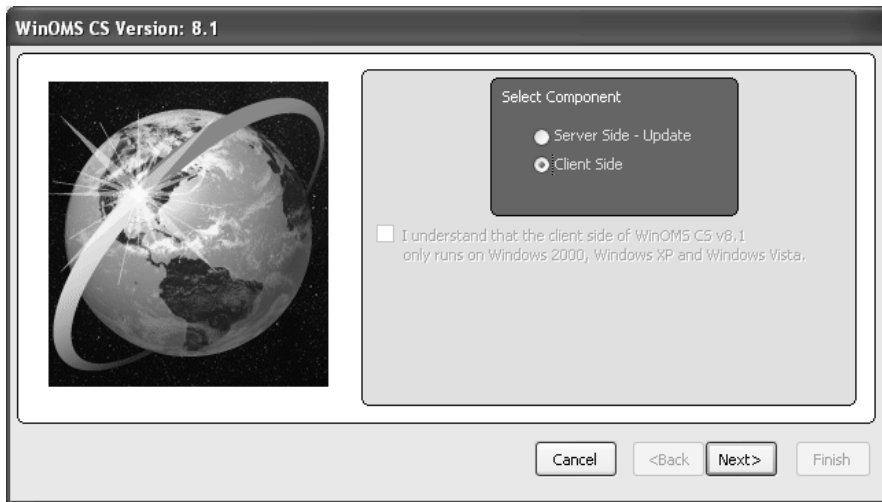 WinOMS CS Version: 8.1
Select Component
Server Side - Update
Client Side
I understand that the client side of WinOMS CS v8.1
only runs on Windows 2000, Windows XP and Windows Vista.
Cancel
<Back
Next>
Finish